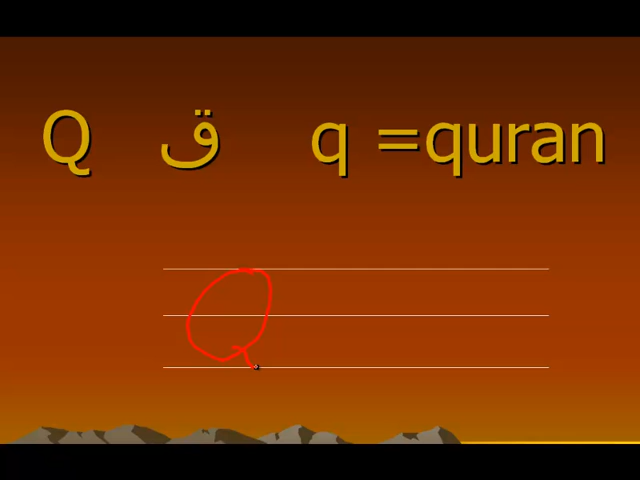 Q ق q =quran
Q